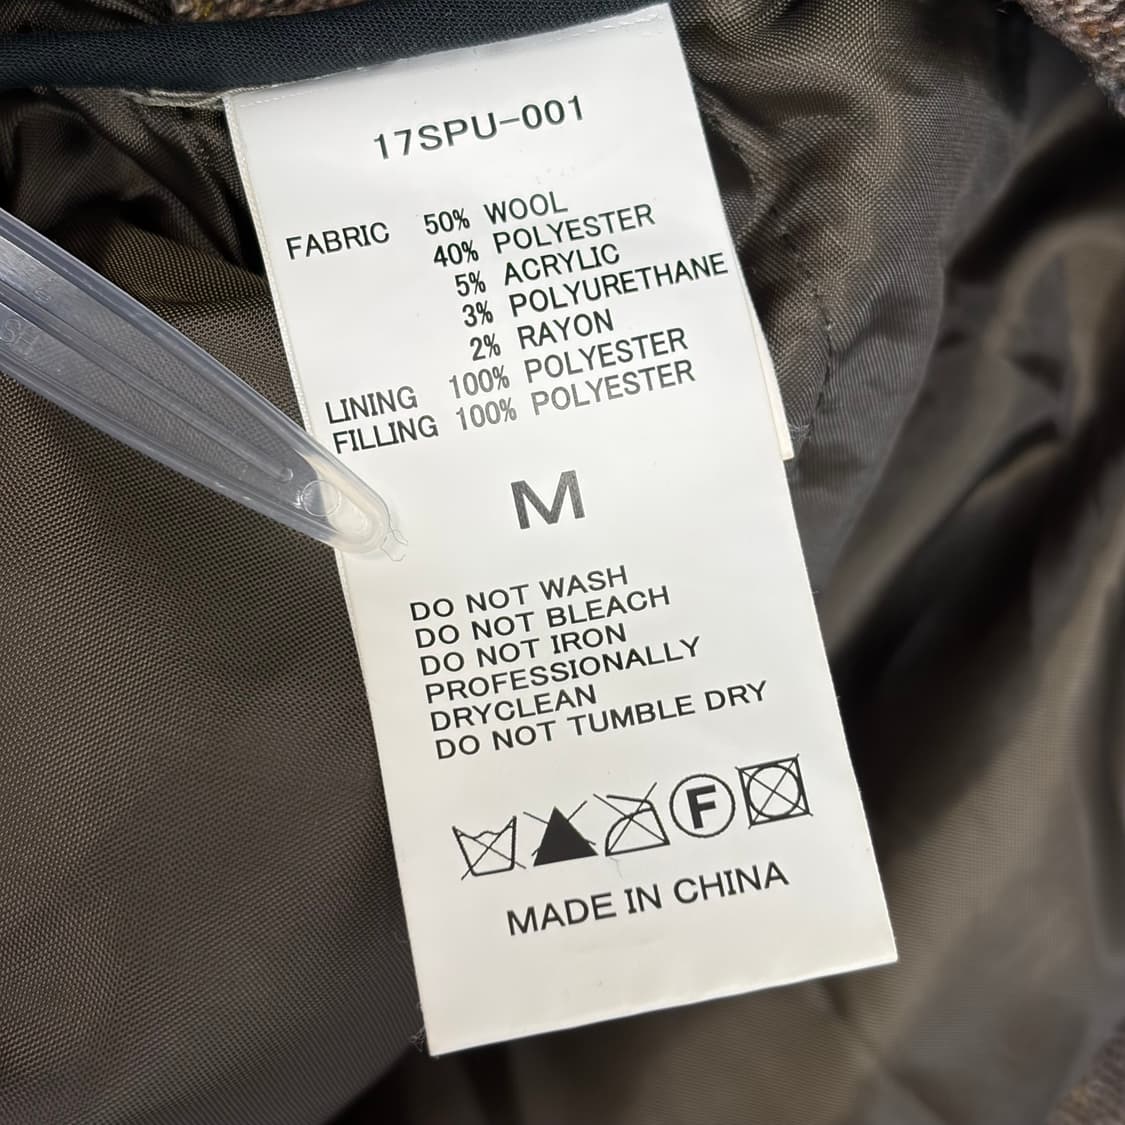 17SPU-001
FABRIC 50% WOOL
40% POLYESTER
5% ACRYLIC
3% POLYURETHANE
2% RAYON
LINING 100% POLYESTER
FILLING 100% POLYESTER
M
DO NOT WASH
DO NOT BLEACH
DO NOT IRON
PROFESSIONALLY
DRYCLEAN
DO NOT TUMBLE DRY
F
MADE IN CHINA